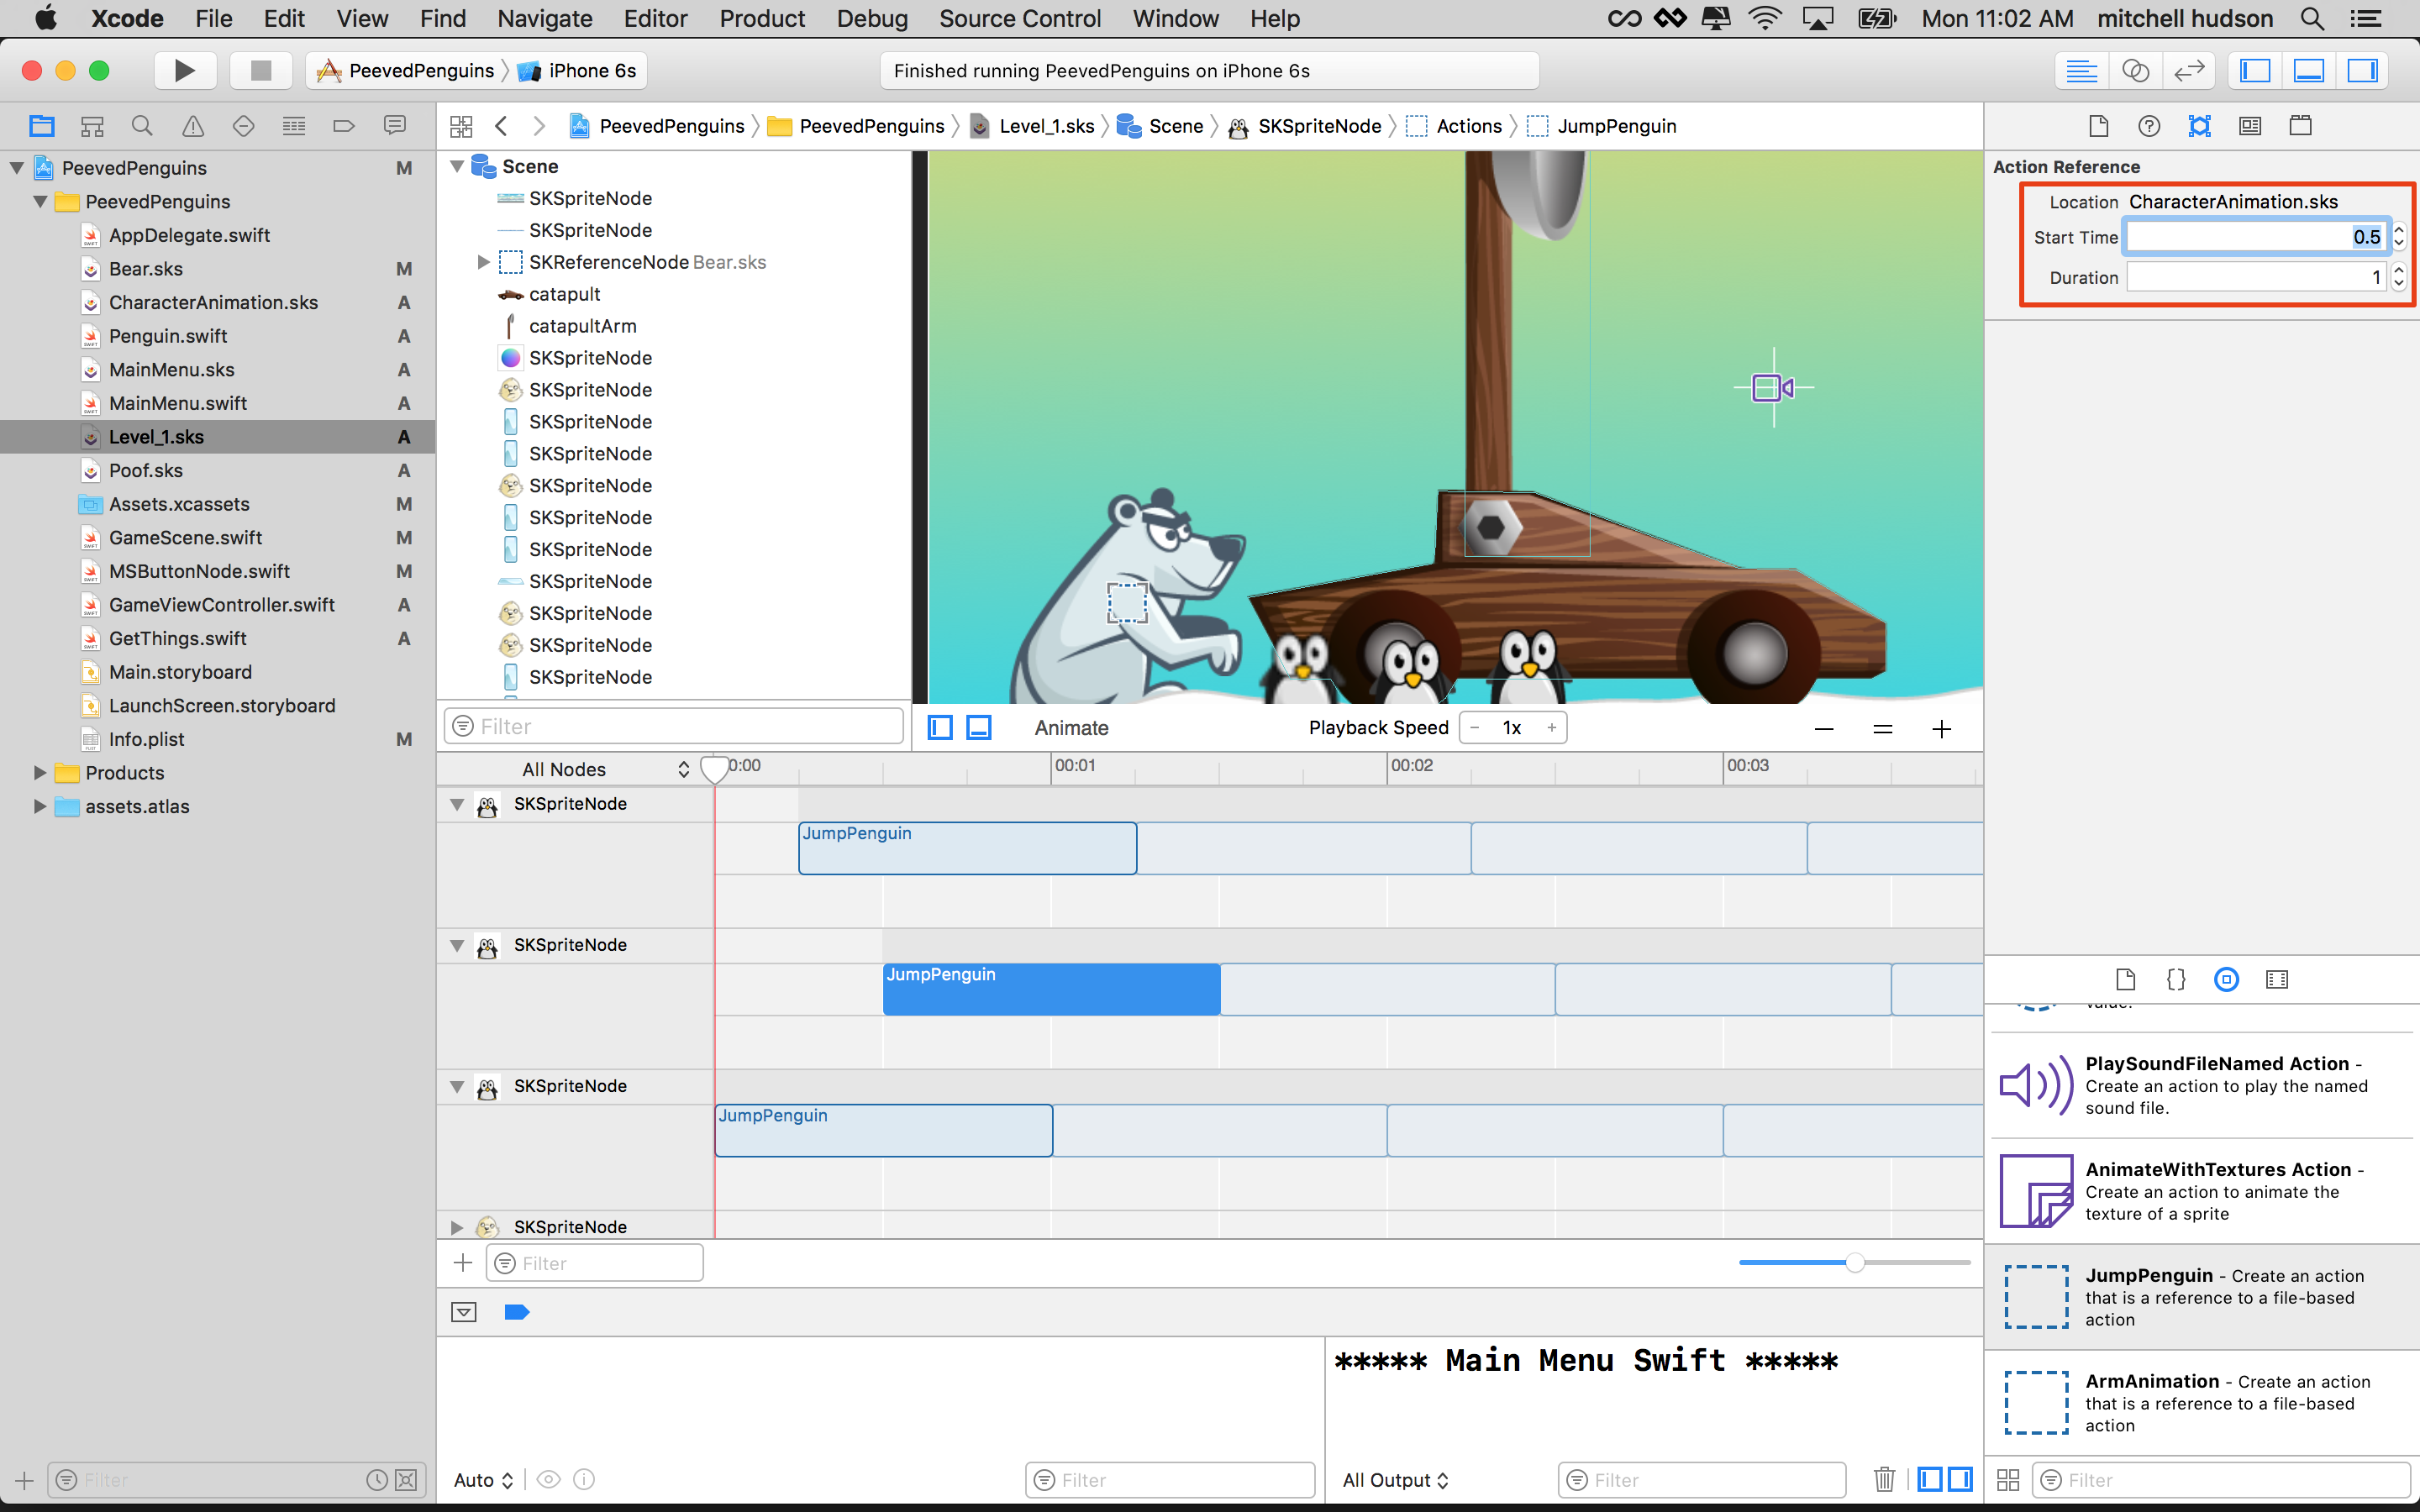 Xcode File Edit View Find Navigate Editor Product Debug Source Control Window Help Mon 11:02 AM mitchell hudson
PeevedPenguins iPhone 6s
Finished running PeevedPenguins on iPhone 6s
PeevedPenguins PeevedPenguins Level_1.sks Scene SKSpriteNode Actions JumpPenguin
PeevedPenguins M
PeevedPenguins
AppDelegate.swift
Bear.sks M
CharacterAnimation.sks A
Penguin.swift A
MainMenu.sks A
MainMenu.swift A
Level_1.sks A
Poof.sks A
Assets.xcassets M
GameScene.swift M
MSButtonNode.swift M
GameViewController.swift A
GetThings.swift A
Main.storyboard
LaunchScreen.storyboard
Info.plist M
Products
assets.atlas
Filter
Scene
SKSpriteNode
SKSpriteNode
SKReferenceNode Bear.sks
catapult
catapultArm
SKSpriteNode
SKSpriteNode
SKSpriteNode
SKSpriteNode
SKSpriteNode
SKSpriteNode
SKSpriteNode
SKSpriteNode
SKSpriteNode
SKSpriteNode
SKSpriteNode
Filter
Animate
Playback Speed - 1x +
All Nodes
0:00 00:01 00:02 00:03
SKSpriteNode
JumpPenguin
SKSpriteNode
JumpPenguin
SKSpriteNode
JumpPenguin
SKSpriteNode
Filter
***** Main Menu Swift *****
Auto
Filter
All Output
Filter
Action Reference
Location CharacterAnimation.sks
Start Time 0.5
Duration 1
PlaySoundFileNamed Action -
Create an action to play the named
sound file.
AnimateWithTextures Action -
Create an action to animate the
texture of a sprite
JumpPenguin - Create an action
that is a reference to a file-based
action
ArmAnimation - Create an action
that is a reference to a file-based
action
Filter